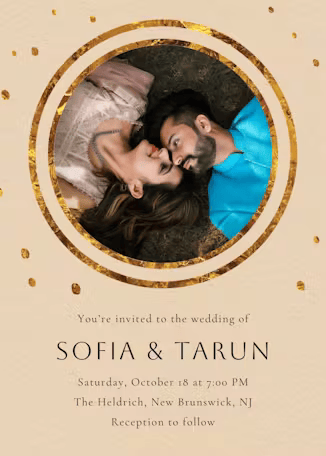 You're invited to the wedding of
SOFIA & TARUN
Saturday, October 18 at 7:00 PM
The Heldrich, New Brunswick, NJ
Reception to follow